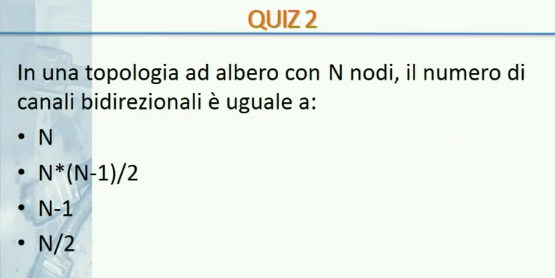 QUIZ 2
In una topologia ad albero con N nodi, il numero di
canali bidirezionali è uguale a:
• N
• N*(N-1)/2
• N-1
• N/2